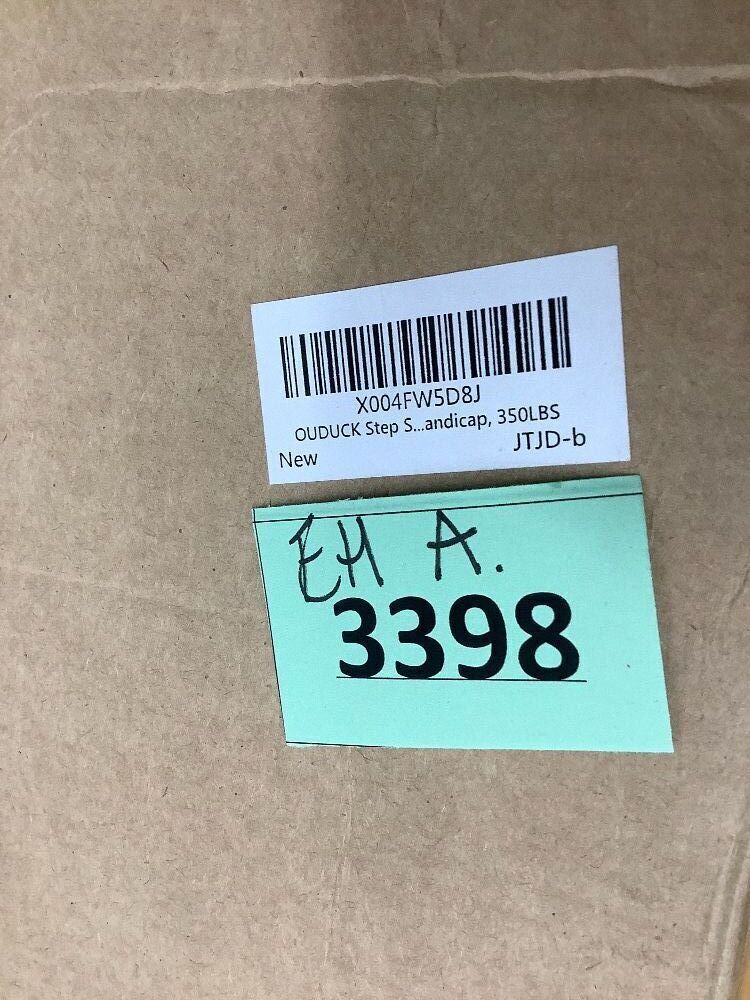 X004FW5D8J
OUDUCK Step S...andicap, 350LBS
New JTJD-b
EH A.
3398